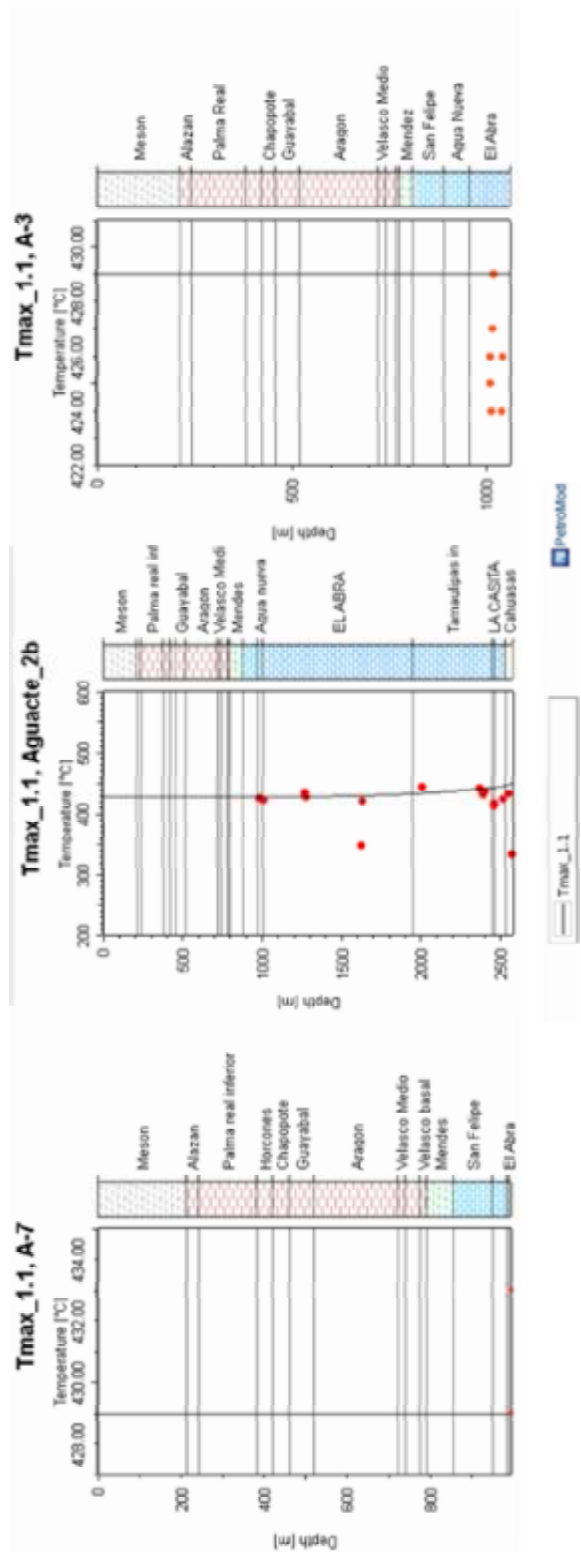 Tmax_1.1, A-7
Temperature [°C]
428.00 430.00 432.00 434.00
Depth [m]
0
200
400
600
800
Meson
Alazan
Palma real inferior
Horcones
Chapopote
Guayabal
Aragon
Velasco Medio
Velasco basal
Mendes
San Felipe
El Abra
Tmax_1.1, Aguacte_2b
Temperature [°C]
200 300 400 500 600
Depth [m]
0
500
1000
1500
2000
2500
Meson
Palma real inf
Guayabal
Aragon
Velasco Medi
Mendes
Aqua nueva
EL ABRA
Tamaulipas in
LA CASITA
Cahuasas
Tmax_1.1, A-3
Temperature [°C]
422.00 424.00 426.00 428.00 430.00
Depth [m]
0
500
1000
Meson
Alazan
Palma Real
Chapopote
Guayabal
Aragon
Velasco Medio
Mendez
San Felipe
Aqua Nueva
El Abra
Tmax_1.1
PetroMod